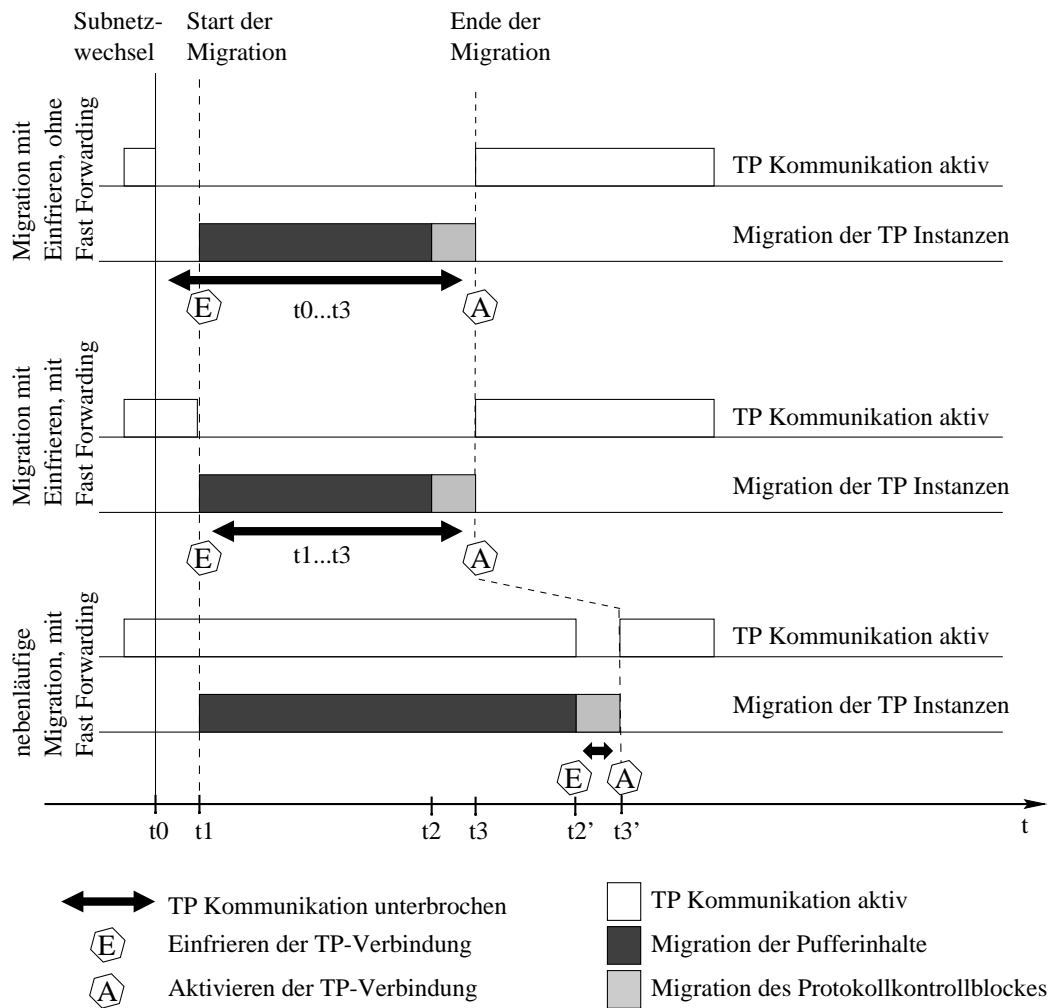 Subnetz-
wechsel
Start der
Migration
Ende der
Migration
Migration mit
Einfrieren, ohne
Fast Forwarding
TP Kommunikation aktiv
Migration der TP Instanzen
E
t0...t3
A
Migration mit
Einfrieren, mit
Fast Forwarding
TP Kommunikation aktiv
Migration der TP Instanzen
E
t1...t3
A
nebenläufige
Migration, mit
Fast Forwarding
TP Kommunikation aktiv
Migration der TP Instanzen
E
A
t0
t1
t2
t3
t2’
t3’
t
TP Kommunikation unterbrochen
E
Einfrieren der TP-Verbindung
A
Aktivieren der TP-Verbindung
TP Kommunikation aktiv
Migration der Pufferinhalte
Migration des Protokollkontrollblockes